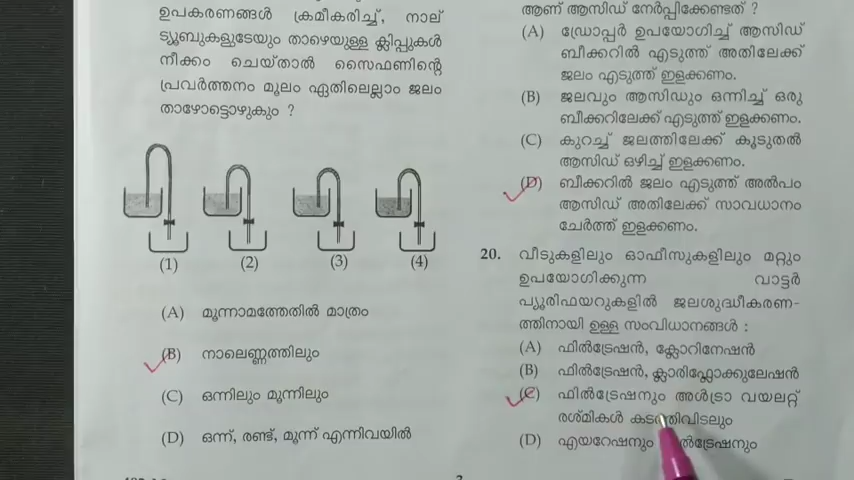 ഉപകരണങ്ങൾ ക്രമീകരിച്ച്, നാല്
ട്യൂബുകളുടേയും താഴെയുള്ള ക്ലിപ്പുകൾ
നീക്കം ചെയ്താൽ സൈഫണിന്റെ
പ്രവർത്തനം മൂലം ഏതിലെല്ലാം ജലം
താഴോട്ടൊഴുകും ?
(1) (2) (3) (4)
(A) മൂന്നാമത്തേതിൽ മാത്രം
(B) നാലെണ്ണത്തിലും
(C) ഒന്നിലും മൂന്നിലും
(D) ഒന്ന്, രണ്ട്, മൂന്ന് എന്നിവയിൽ
ആണ് ആസിഡ് നേർപ്പിക്കേണ്ടത് ?
(A) ഡ്രോപ്പർ ഉപയോഗിച്ച് ആസിഡ്
ബീക്കറിൽ എടുത്ത് അതിലേക്ക്
ജലം എടുത്ത് ഇളക്കണം.
(B) ജലവും ആസിഡും ഒന്നിച്ച് ഒരു
ബീക്കറിലേക്ക് എടുത്ത് ഇളക്കണം.
(C) കുറച്ച് ജലത്തിലേക്ക് കൂടുതൽ
ആസിഡ് ഒഴിച്ച് ഇളക്കണം.
(D) ബീക്കറിൽ ജലം എടുത്ത് അൽപം
ആസിഡ് അതിലേക്ക് സാവധാനം
ചേർത്ത് ഇളക്കണം.
20. വീടുകളിലും ഓഫീസുകളിലും മറ്റും
ഉപയോഗിക്കുന്ന വാട്ടർ
പ്യൂരിഫയറുകളിൽ ജലശുദ്ധീകരണ-
ത്തിനായി ഉള്ള സംവിധാനങ്ങൾ :
(A) ഫിൽട്രേഷൻ, ക്ലോറിനേഷൻ
(B) ഫിൽട്രേഷൻ, ക്ലാരിഫ്ലോക്കുലേഷൻ
(C) ഫിൽട്രേഷനും അൾട്രാ വയലറ്റ്
രശ്മികൾ കടത്തിവിടലും
(D) എയറേഷനും